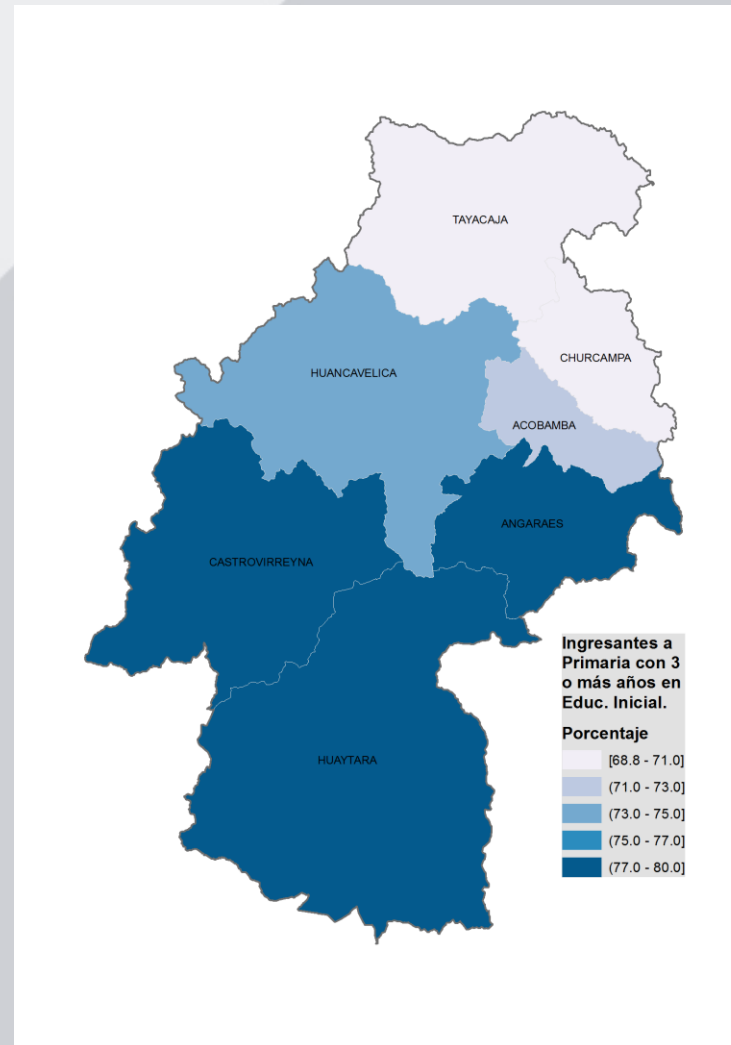 TAYACAJA
CHURCAMPA
HUANCAVELICA
ACOBAMBA
ANGARAES
CASTROVIRREYNA
HUAYTARA
Ingresantes a
Primaria con 3
o más años en
Educ. Inicial.
Porcentaje
[68.8 - 71.0]
(71.0 - 73.0]
(73.0 - 75.0]
(75.0 - 77.0]
(77.0 - 80.0]